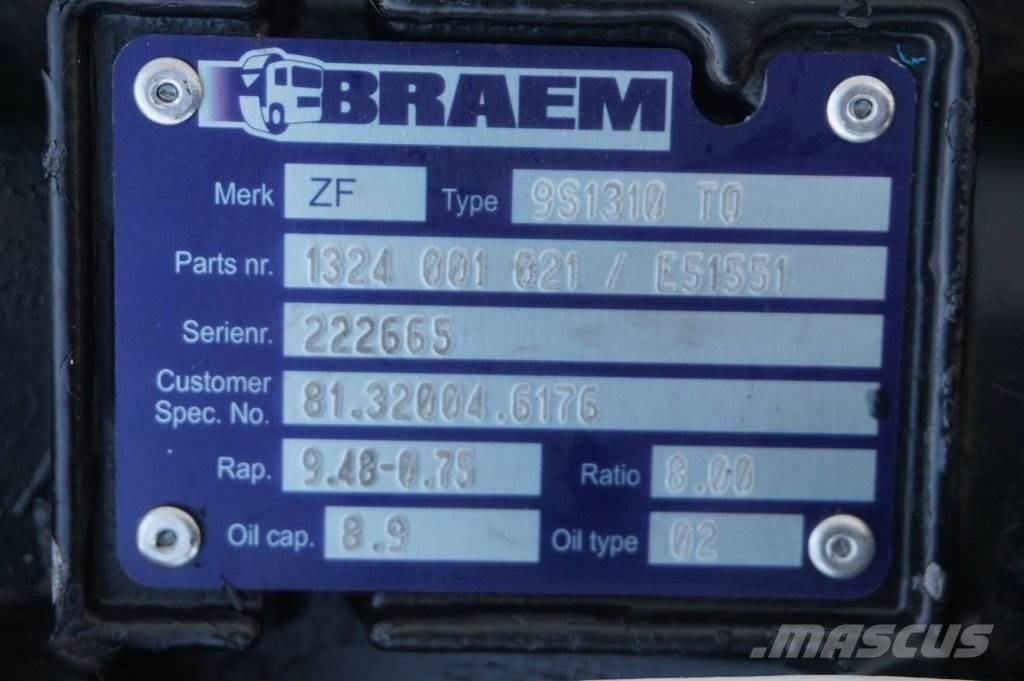 BRAEM
Merk ZF Type 9S1310 TO
Parts nr. 1324 001 021 / E51551
Serienr. 222665
Customer Spec. No. 81.32004.6176
Rap. 9.48-0.75 Ratio 8.00
Oil cap. 8.9 Oil type 02
MASCUS